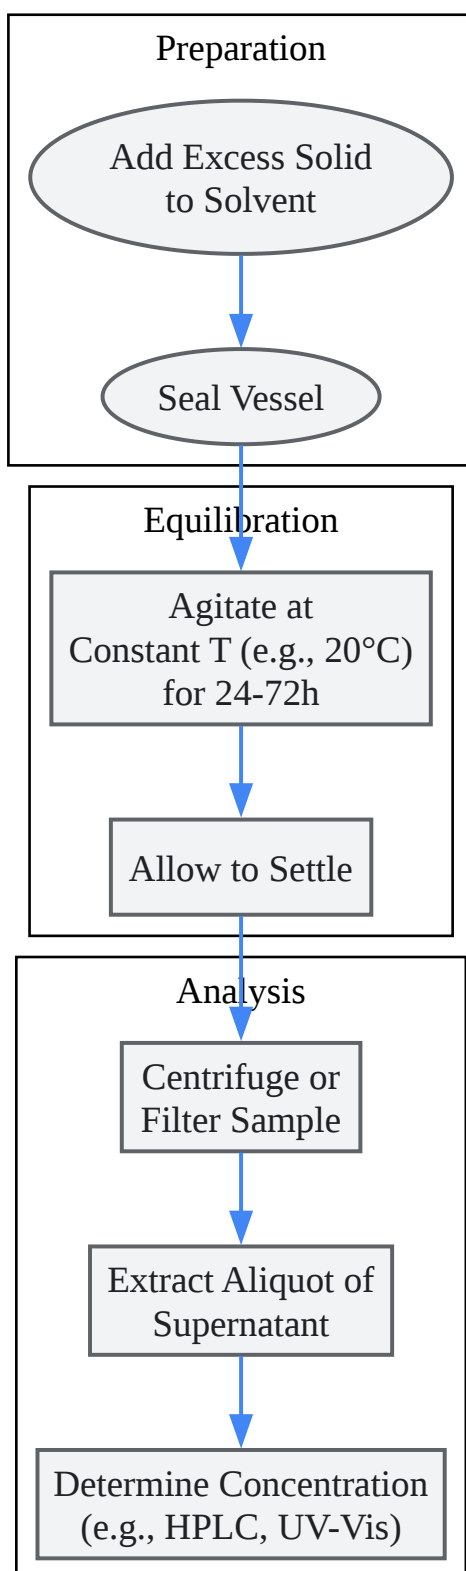 Preparation
Add Excess Solid
to Solvent
Seal Vessel
Equilibration
Agitate at
Constant T (e.g., 20°C)
for 24-72h
Allow to Settle
Analysis
Centrifuge or
Filter Sample
Extract Aliquot of
Supernatant
Determine Concentration
(e.g., HPLC, UV-Vis)